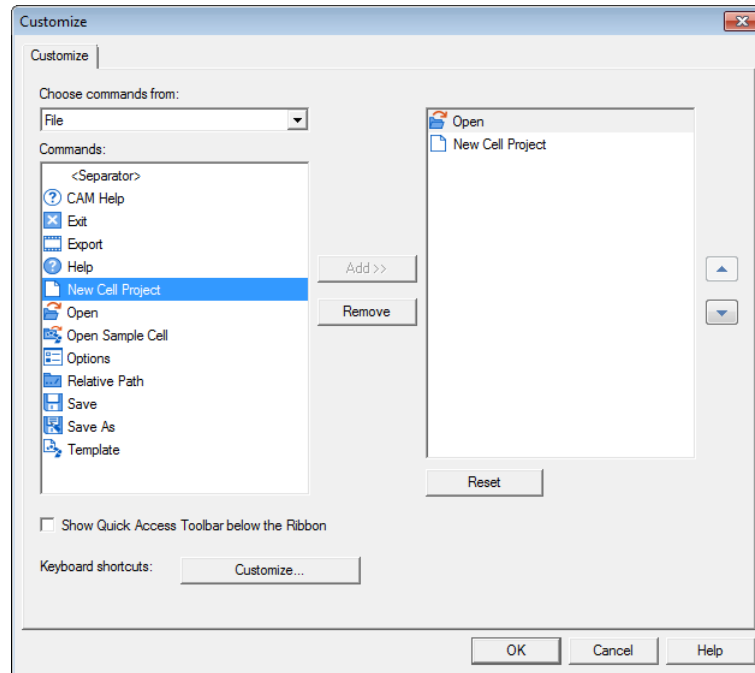 Customize
Customize
Choose commands from:
File
Commands:
<Separator>
CAM Help
Exit
Export
Help
New Cell Project
Open
Open Sample Cell
Options
Relative Path
Save
Save As
Template
Add >>
Remove
Open
New Cell Project
Reset
Show Quick Access Toolbar below the Ribbon
Keyboard shortcuts:
Customize...
OK
Cancel
Help